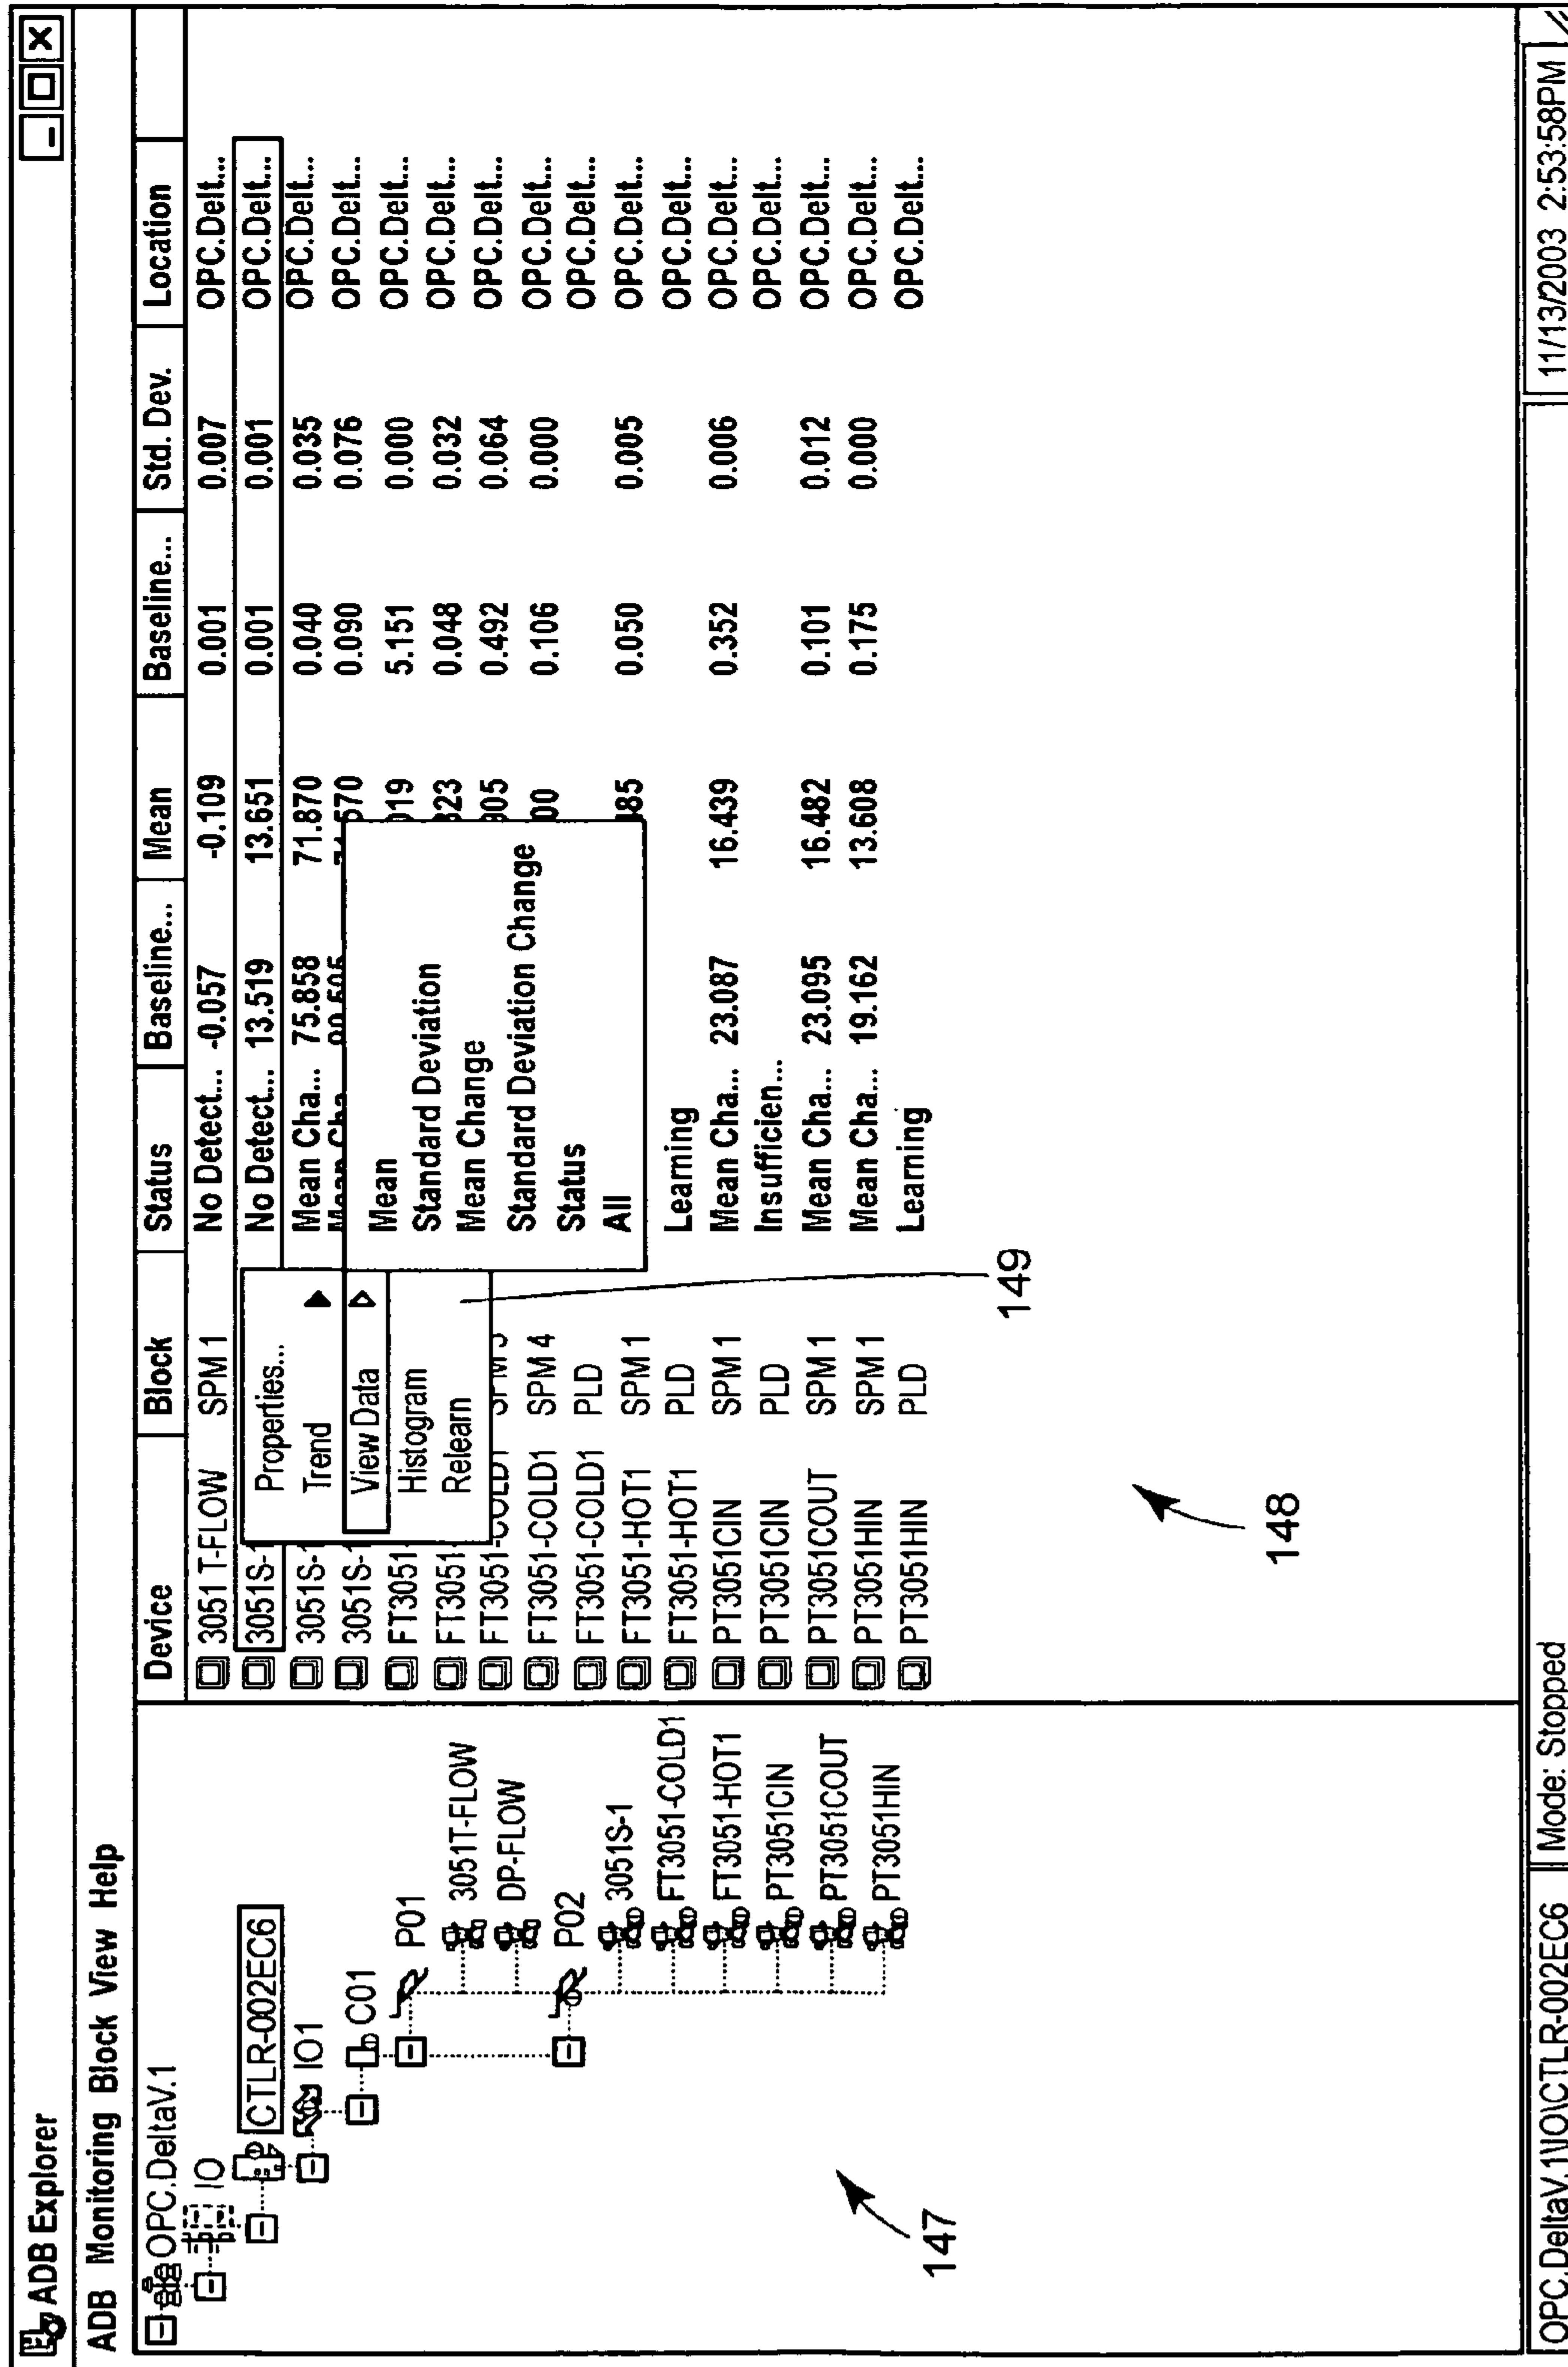 ADB Explorer
ADB Monitoring Block View Help
OPC.DeltaV.1
IO
CTLR-002EC6
IO1
C01
P01
3051T-FLOW
DP-FLOW
P02
3051S-1
FT3051-COLD1
FT3051-HOT1
PT3051CIN
PT3051COUT
PT3051HIN
147
Device Block Status Baseline... Mean Baseline... Std. Dev. Location
3051 T-FLOW SPM 1 No Detect... -0.057 -0.109 0.001 0.007 OPC.Delt...
3051S- No Detect... 13.519 13.651 0.001 0.001 OPC.Delt...
3051S- Mean Cha... 75.858 71.870 0.040 0.035 OPC.Delt...
3051S- Mean Cha 0.090 0.076 OPC.Delt...
FT3051 019 5.151 0.000 OPC.Delt...
FT3051 323 0.048 0.032 OPC.Delt...
FT3051-COLD1 905 0.492 0.064 OPC.Delt...
FT3051-COLD1 SPM 4 00 0.106 0.000 OPC.Delt...
FT3051-COLD1 PLD OPC.Delt...
FT3051-HOT1 SPM 1 485 0.050 0.005 OPC.Delt...
FT3051-HOT1 PLD Learning OPC.Delt...
PT3051CIN SPM 1 Mean Cha... 23.087 16.439 0.352 0.006 OPC.Delt...
PT3051CIN PLD Insufficien... OPC.Delt...
PT3051COUT SPM 1 Mean Cha... 23.095 16.482 0.101 0.012 OPC.Delt...
PT3051HIN SPM 1 Mean Cha... 19.162 13.608 0.175 0.000 OPC.Delt...
PT3051HIN PLD Learning OPC.Delt...
Properties...
Trend
View Data
Histogram
Relearn
Mean
Standard Deviation
Mean Change
Standard Deviation Change
Status
All
149
148
OPC.DeltaV.1\IO\CTLR-002EC6 Mode: Stopped 11/13/2003 2:53:58PM